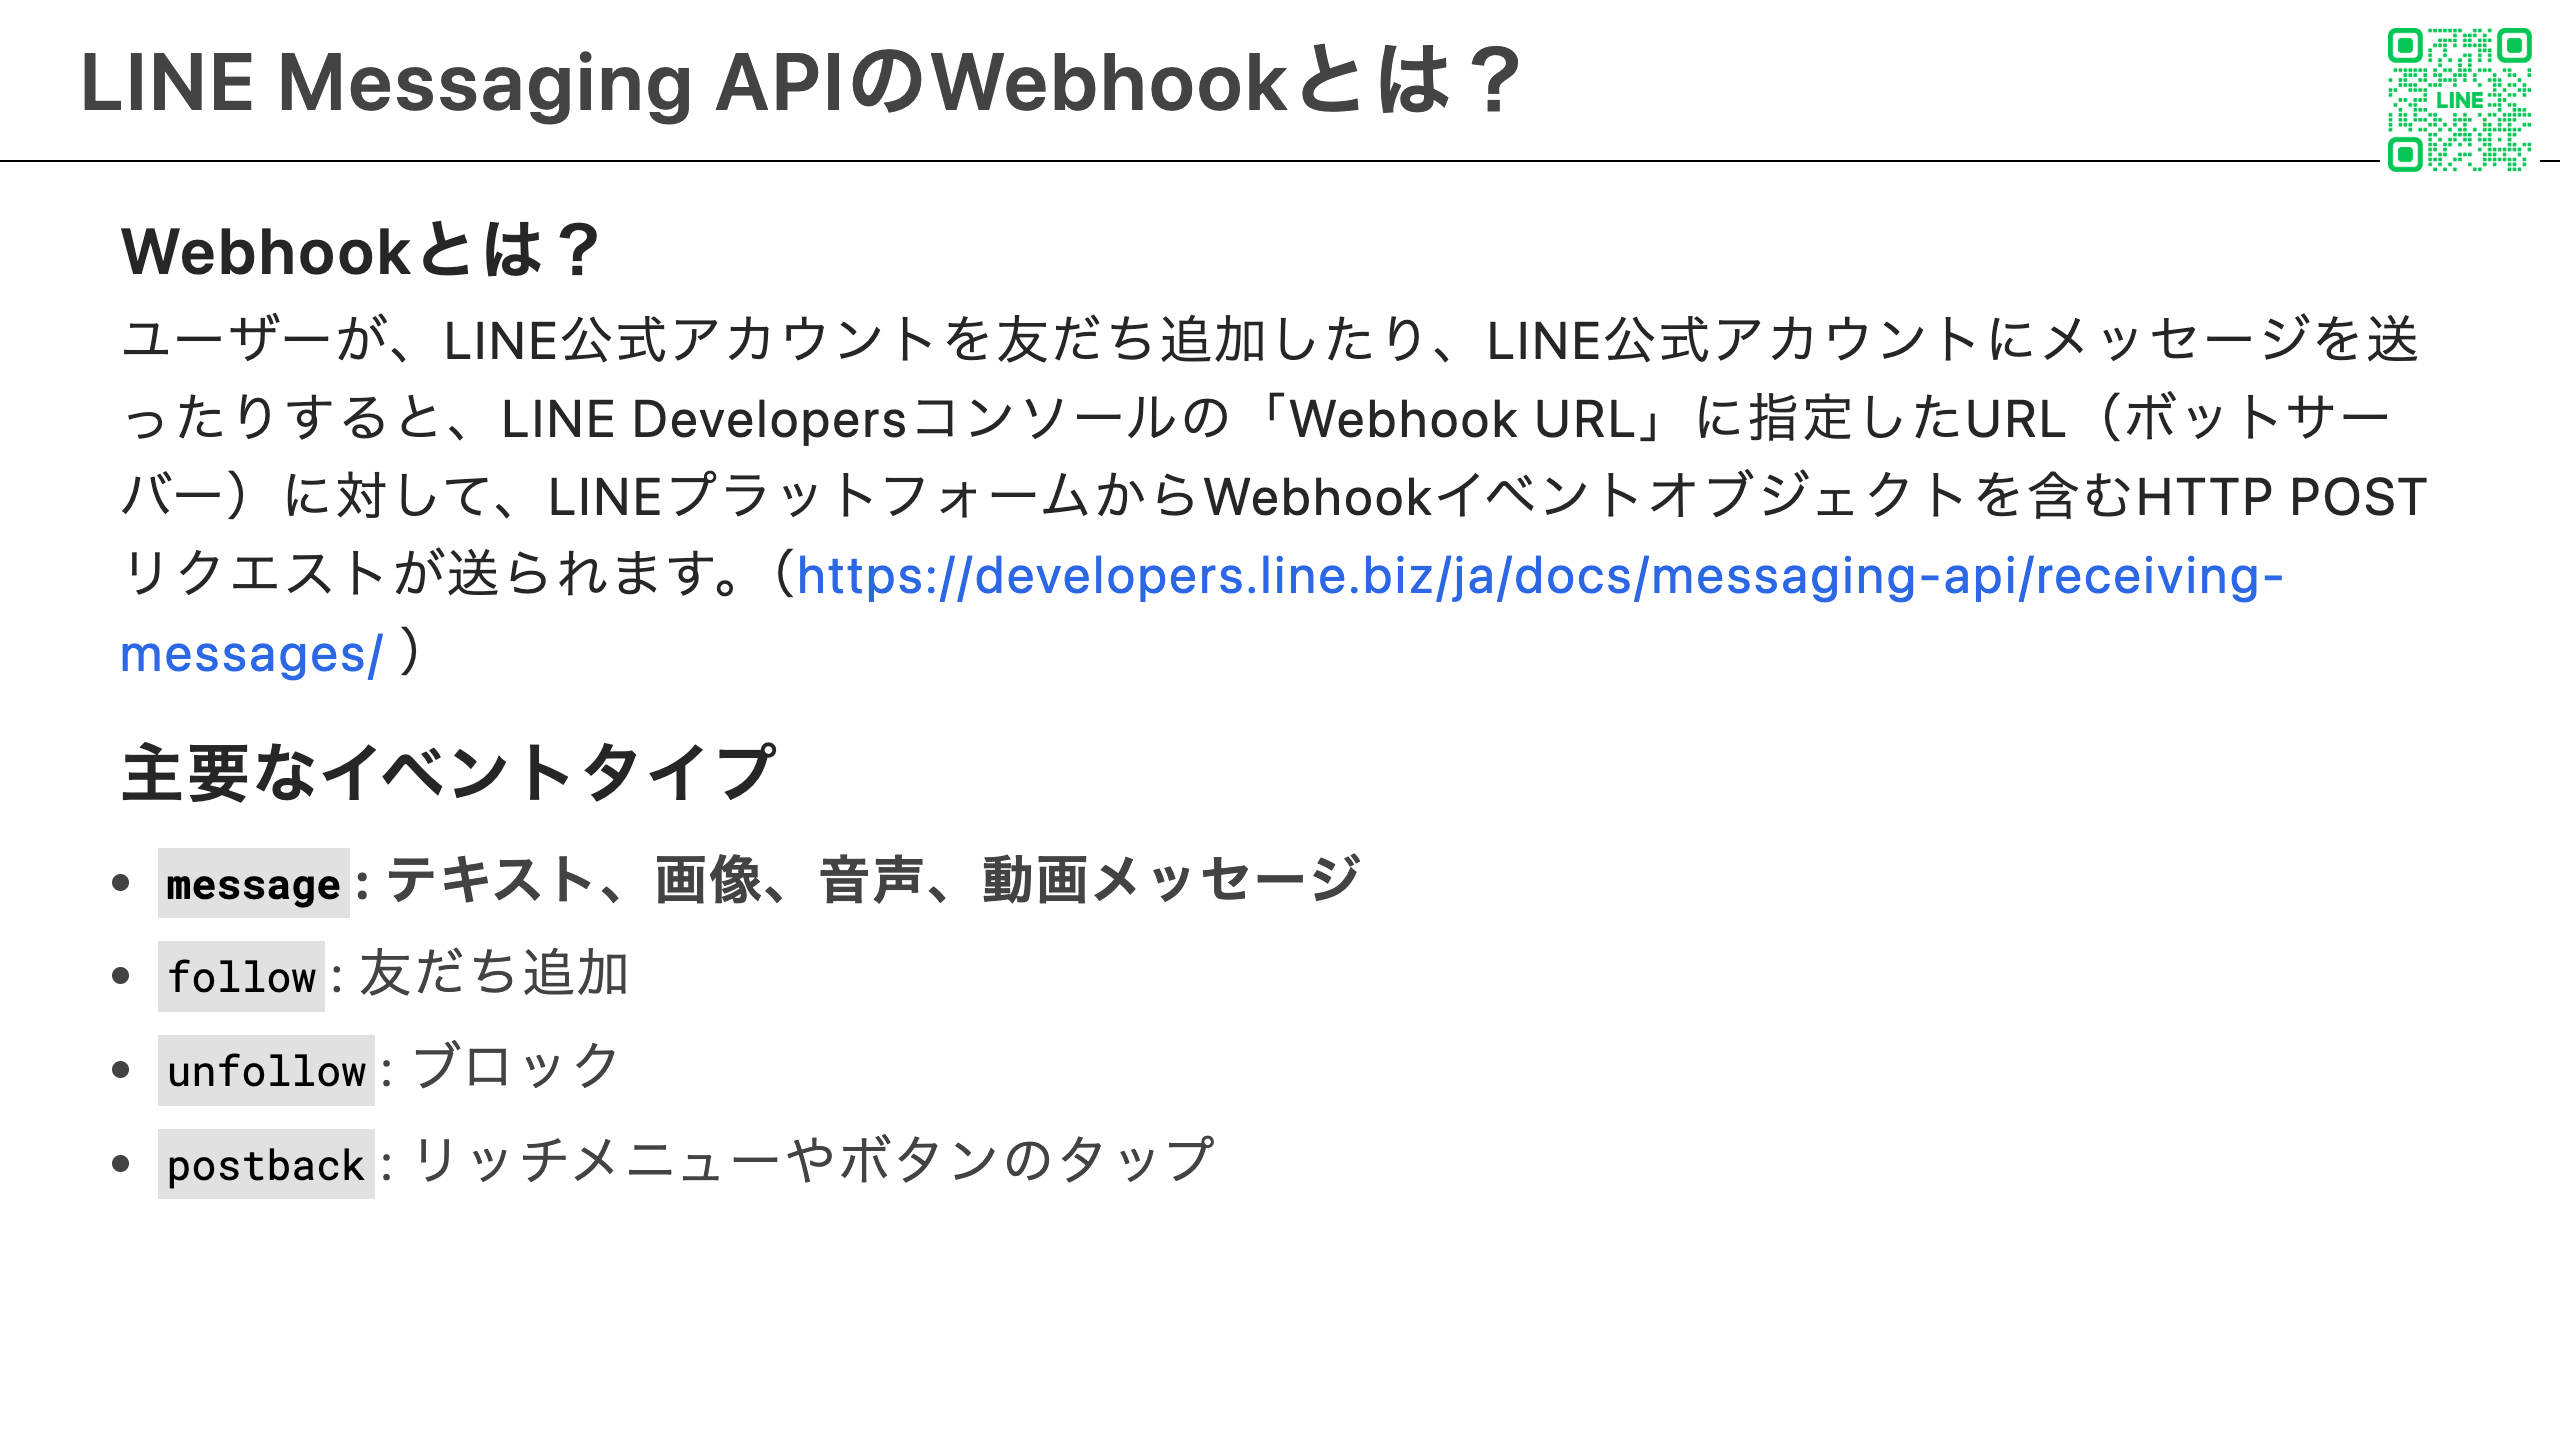 LINE Messaging APIのWebhookとは？
LINE
Webhookとは？
ユーザーが、LINE公式アカウントを友だち追加したり、LINE公式アカウントにメッセージを送
ったりすると、LINE Developersコンソールの「Webhook URL」に指定したURL（ボットサー
バー）に対して、LINEプラットフォームからWebhookイベントオブジェクトを含むHTTP POST
リクエストが送られます。（https://developers.line.biz/ja/docs/messaging-api/receiving-
messages/ ）
主要なイベントタイプ
• message: テキスト、画像、音声、動画メッセージ
• follow: 友だち追加
• unfollow: ブロック
• postback: リッチメニューやボタンのタップ